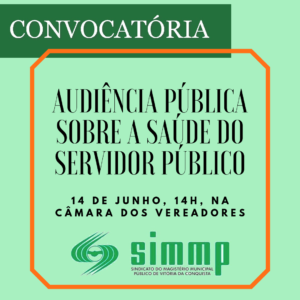 CONVOCATÓRIA
AUDIÊNCIA PÚBLICA
SOBRE A SAÚDE DO
SERVIDOR PÚBLICO
14 DE JUNHO, 14H, NA
CÂMARA DOS VEREADORES
simmp
SINDICATO DO MAGISTÉRIO MUNICIPAL
PÚBLICO DE VITÓRIA DA CONQUISTA